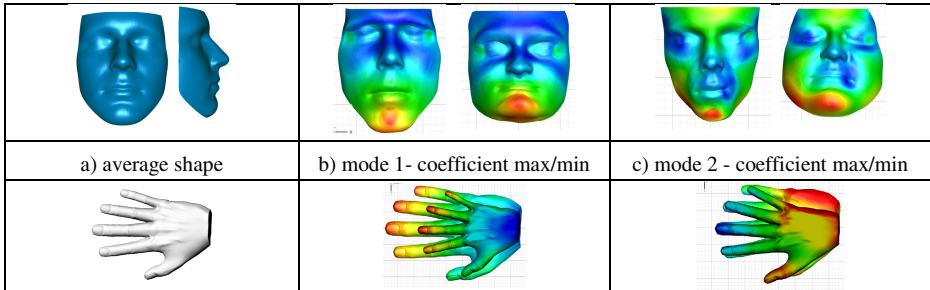 a) average shape
b) mode 1- coefficient max/min
c) mode 2 - coefficient max/min